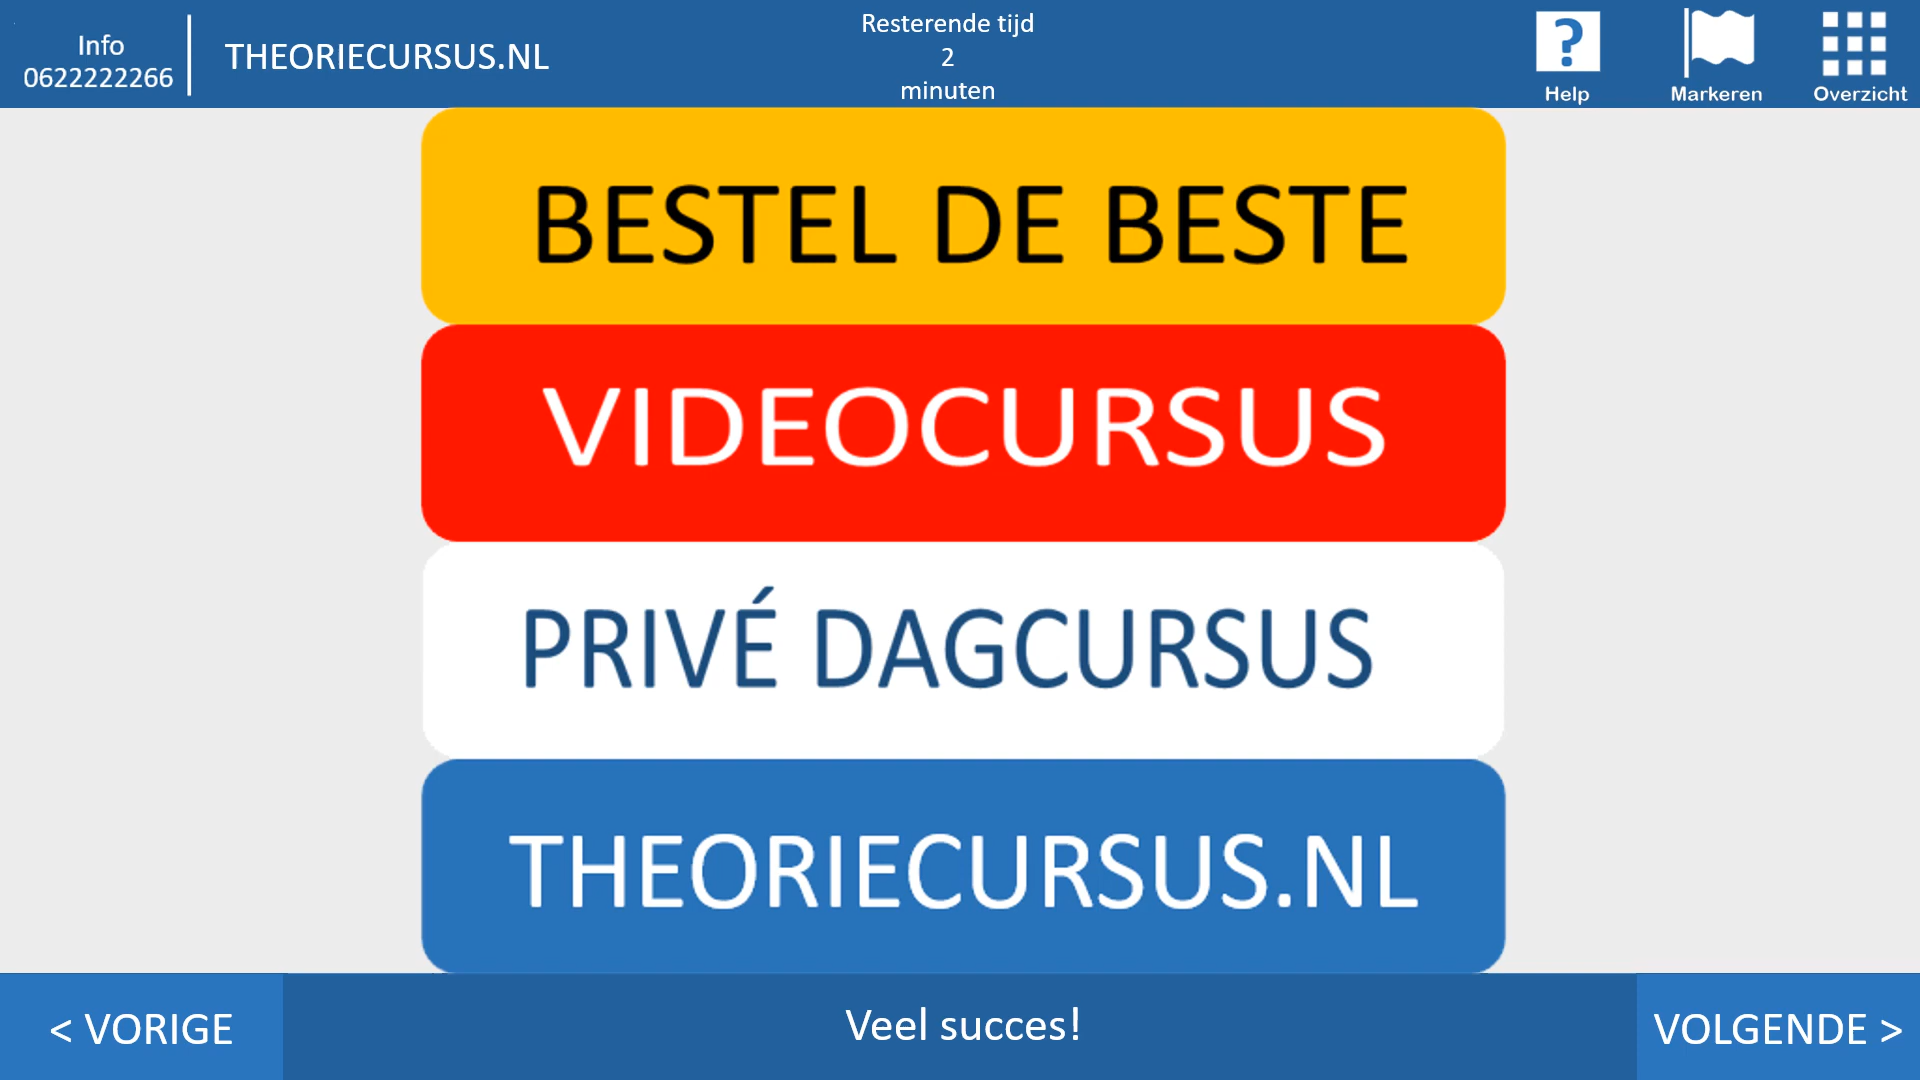 Info
0622222266
THEORIECURSUS.NL
Resterende tijd
2
minuten
Help
Markeren
Overzicht
BESTEL DE BESTE
VIDEOCURSUS
PRIVÉ DAGCURSUS
THEORIECURSUS.NL
< VORIGE
Veel succes!
VOLGENDE >